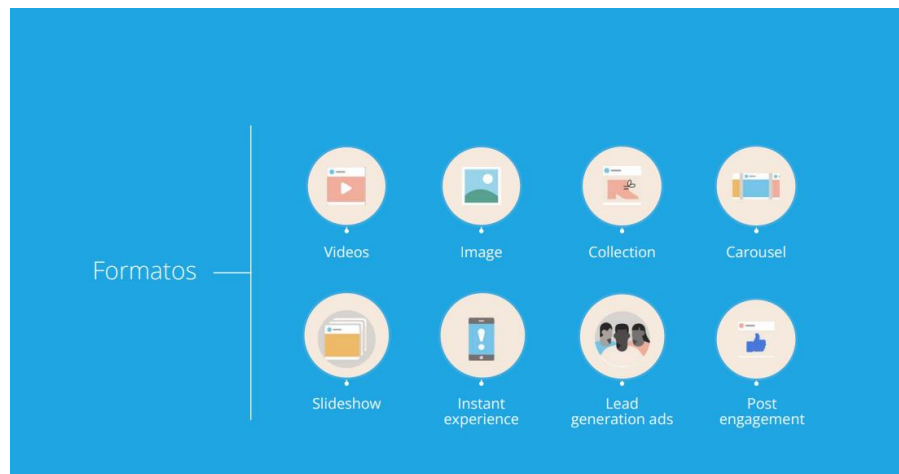 Formatos
Videos
Image
Collection
Carousel
Slideshow
Instant
experience
Lead
generation ads
Post
engagement